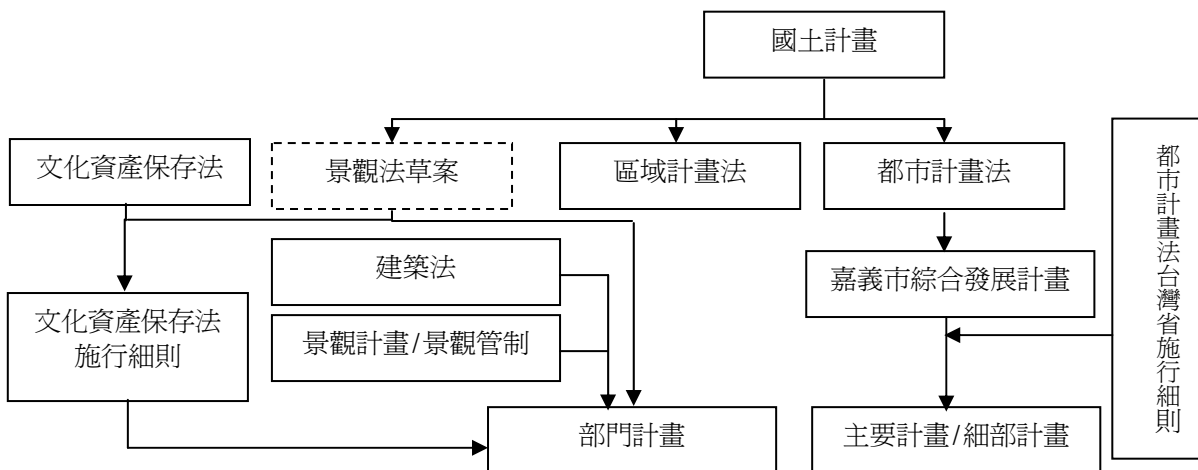 國土計畫
文化資產保存法
景觀法草案
區域計畫法
都市計畫法
都市計畫法台灣省施行細則
建築法
嘉義市綜合發展計畫
文化資產保存法
施行細則
景觀計畫/景觀管制
部門計畫
主要計畫/細部計畫